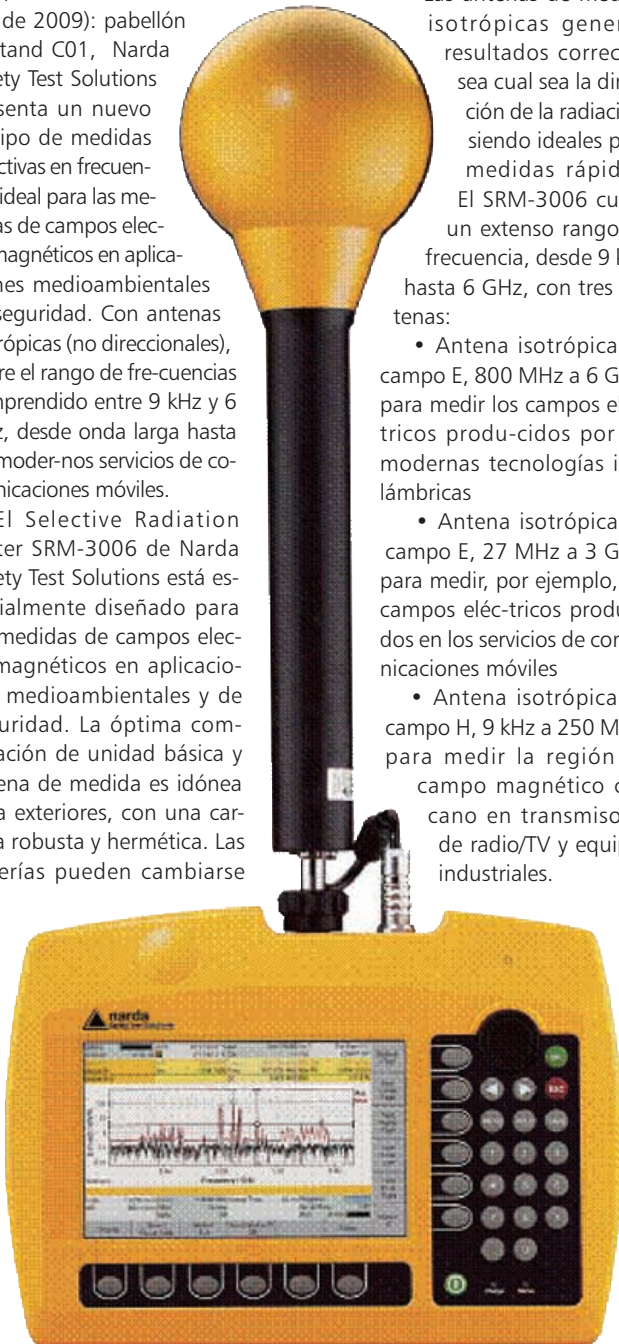 de 2009): pabellón
tand C01, Narda
ety Test Solutions
senta un nuevo
ipo de medidas
ctivas en frecuen-
ideal para las me-
as de campos elec-
magnéticos en aplica-
nes medioambientales
seguridad. Con antenas
rópicas (no direccionales),
re el rango de fre-cuencias
mprendido entre 9 kHz y 6
z, desde onda larga hasta
moder-nos servicios de co-
nicaciones móviles.
El Selective Radiation
ter SRM-3006 de Narda
ety Test Solutions está es-
ialmente diseñado para
medidas de campos elec-
magnéticos en aplicacio-
medioambientales y de
uridad. La óptima com-
ación de unidad básica y
ena de medida es idónea
a exteriores, con una car-
a robusta y hermética. Las
erías pueden cambiarse
isotrópicas gener
resultados correc
sea cual sea la dir
ción de la radiaci
siendo ideales p
medidas rápid
El SRM-3006 cu
un extenso rango
frecuencia, desde 9 k
hasta 6 GHz, con tres
tenas:
• Antena isotrópica
campo E, 800 MHz a 6 G
para medir los campos el
tricos produ-cidos por
modernas tecnologías i
lámbricas
• Antena isotrópica
campo E, 27 MHz a 3 G
para medir, por ejemplo,
campos eléc-tricos produ
dos en los servicios de com
nicaciones móviles
• Antena isotrópica
campo H, 9 kHz a 250 M
para medir la región
campo magnético c
cano en transmiso
de radio/TV y equip
industriales.
narda